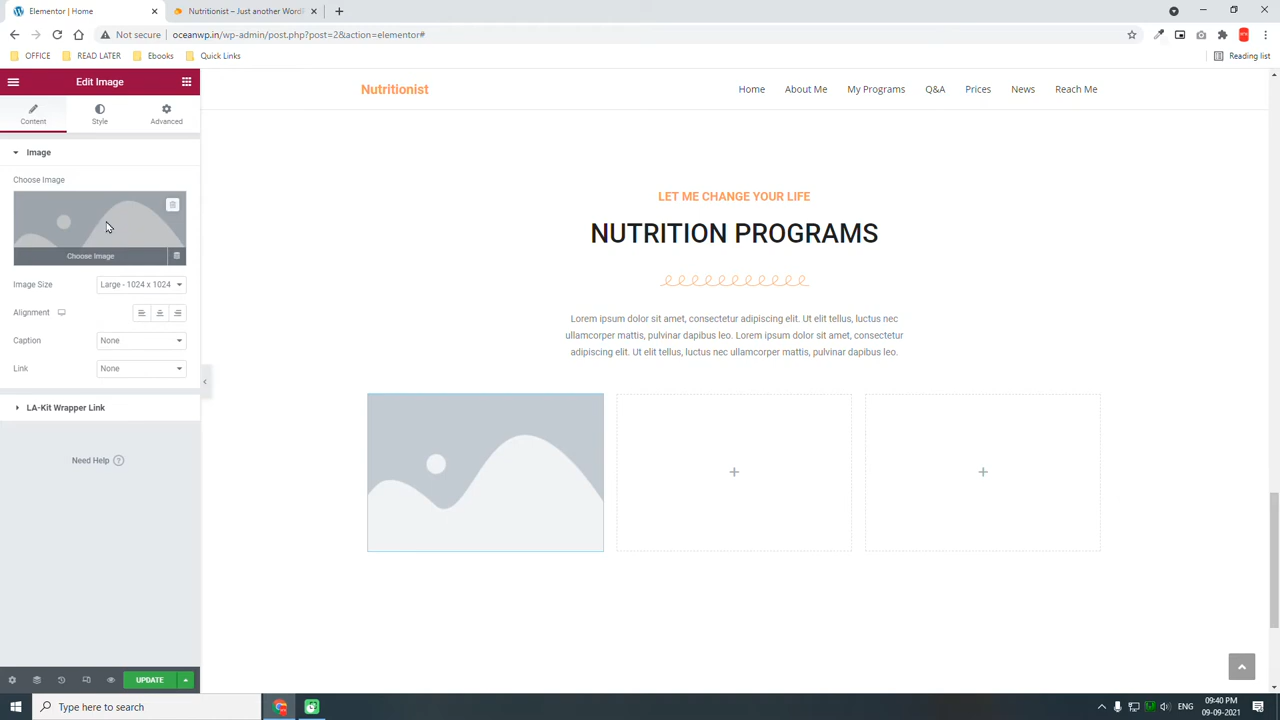 Elementor | Home
Nutritionist – Just another WordP
Not secure
oceanwp.in/wp-admin/post.php?post=2&action=elementor#
OFFICE
READ LATER
Ebooks
Quick Links
Reading list
Edit Image
Content
Style
Advanced
Image
Choose Image
Choose Image
Image Size
Large - 1024 x 1024
Alignment
Caption
None
Link
None
LA-Kit Wrapper Link
Need Help
UPDATE
Nutritionist
Home
About Me
My Programs
Q&A
Prices
News
Reach Me
LET ME CHANGE YOUR LIFE
NUTRITION PROGRAMS
Lorem ipsum dolor sit amet, consectetur adipiscing elit. Ut elit tellus, luctus nec
ullamcorper mattis, pulvinar dapibus leo. Lorem ipsum dolor sit amet, consectetur
adipiscing elit. Ut elit tellus, luctus nec ullamcorper mattis, pulvinar dapibus leo.
Type here to search
ENG
09:40 PM
09-09-2021